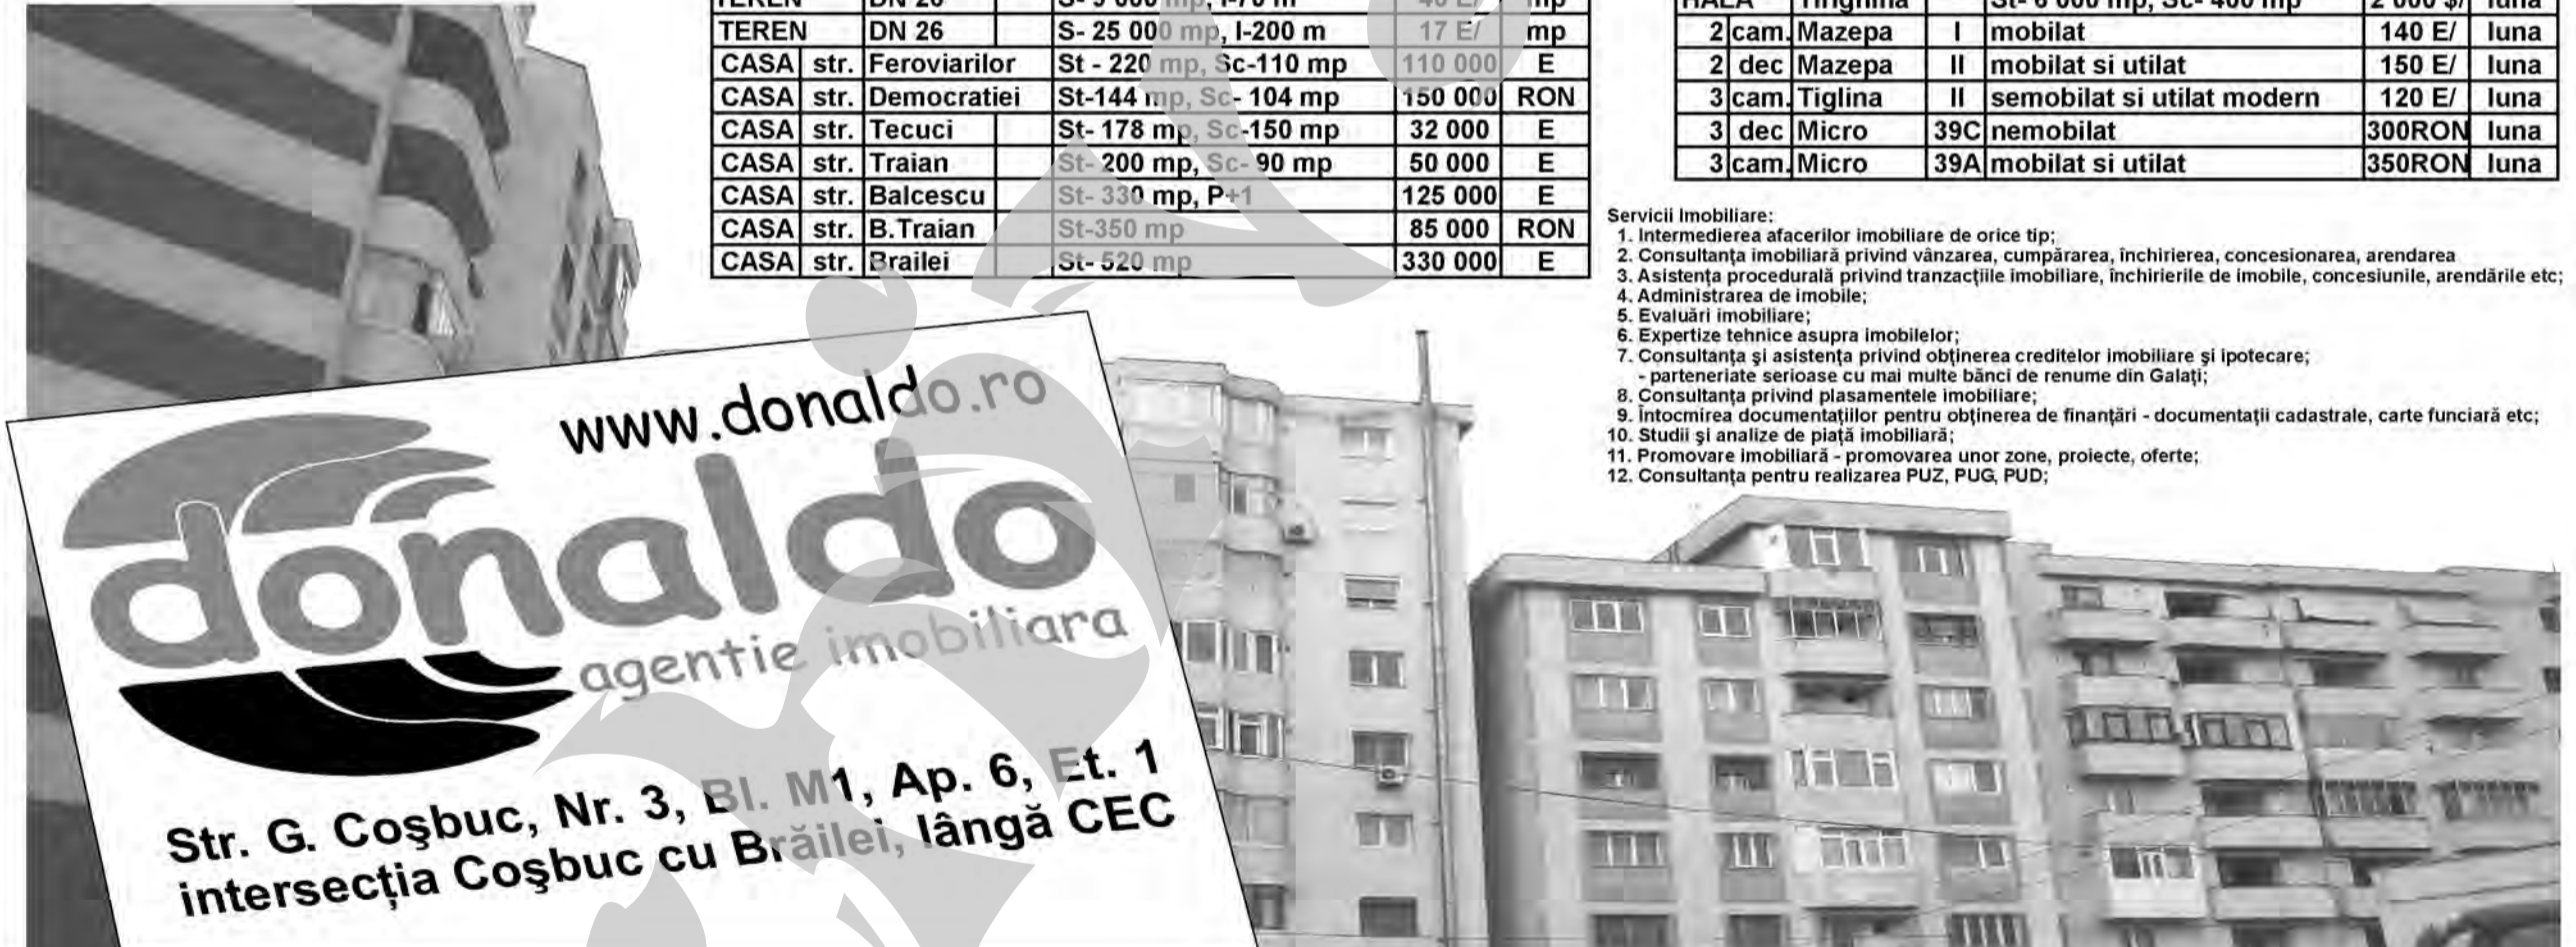 TEREN DN 26 S- 25 000 mp, l-200 m 17 E/ mp
CASA str. Feroviarilor St - 220 mp, Sc-110 mp 110 000 E
CASA str. Democratiei St-144 mp, Sc- 104 mp 150 000 RON
CASA str. Tecuci St- 178 mp, Sc-150 mp 32 000 E
CASA str. Traian St- 200 mp, Sc- 90 mp 50 000 E
CASA str. Balcescu St- 330 mp, P+1 125 000 E
CASA str. B.Traian St-350 mp 85 000 RON
CASA str. Brailei St- 520 mp 330 000 E
HALA Tiglina St- 6 000 mp, Sc- 400 mp 2 000 $/ luna
2 cam. Mazepa I mobilat 140 E/ luna
2 dec Mazepa II mobilat si utilat 150 E/ luna
3 cam. Tiglina II semobilat si utilat modern 120 E/ luna
3 dec Micro 39C nemobilat 300RON luna
3 cam. Micro 39A mobilat si utilat 350RON luna
Servicii Imobiliare:
1. Intermedierea afacerilor imobiliare de orice tip;
2. Consultanţa imobiliară privind vânzarea, cumpărarea, închirierea, concesionarea, arendarea
3. Asistenţa procedurală privind tranzacţiile imobiliare, închirierile de imobile, concesiunile, arendările etc;
4. Administrarea de imobile;
5. Evaluări imobiliare;
6. Expertize tehnice asupra imobilelor;
7. Consultanţa şi asistenţa privind obţinerea creditelor imobiliare şi ipotecare;
- parteneriate serioase cu mai multe bănci de renume din Galaţi;
8. Consultanţa privind plasamentele imobiliare;
9. Întocmirea documentaţiilor pentru obţinerea de finanţări - documentaţii cadastrale, carte funciară etc;
10. Studii şi analize de piaţă imobiliară;
11. Promovare imobiliară - promovarea unor zone, proiecte, oferte;
12. Consultanţa pentru realizarea PUZ, PUG, PUD;
www.donaldo.ro
donaldo
agentie imobiliara
Str. G. Coşbuc, Nr. 3, Bl. M1, Ap. 6, Et. 1
intersecţia Coşbuc cu Brăilei, lângă CEC